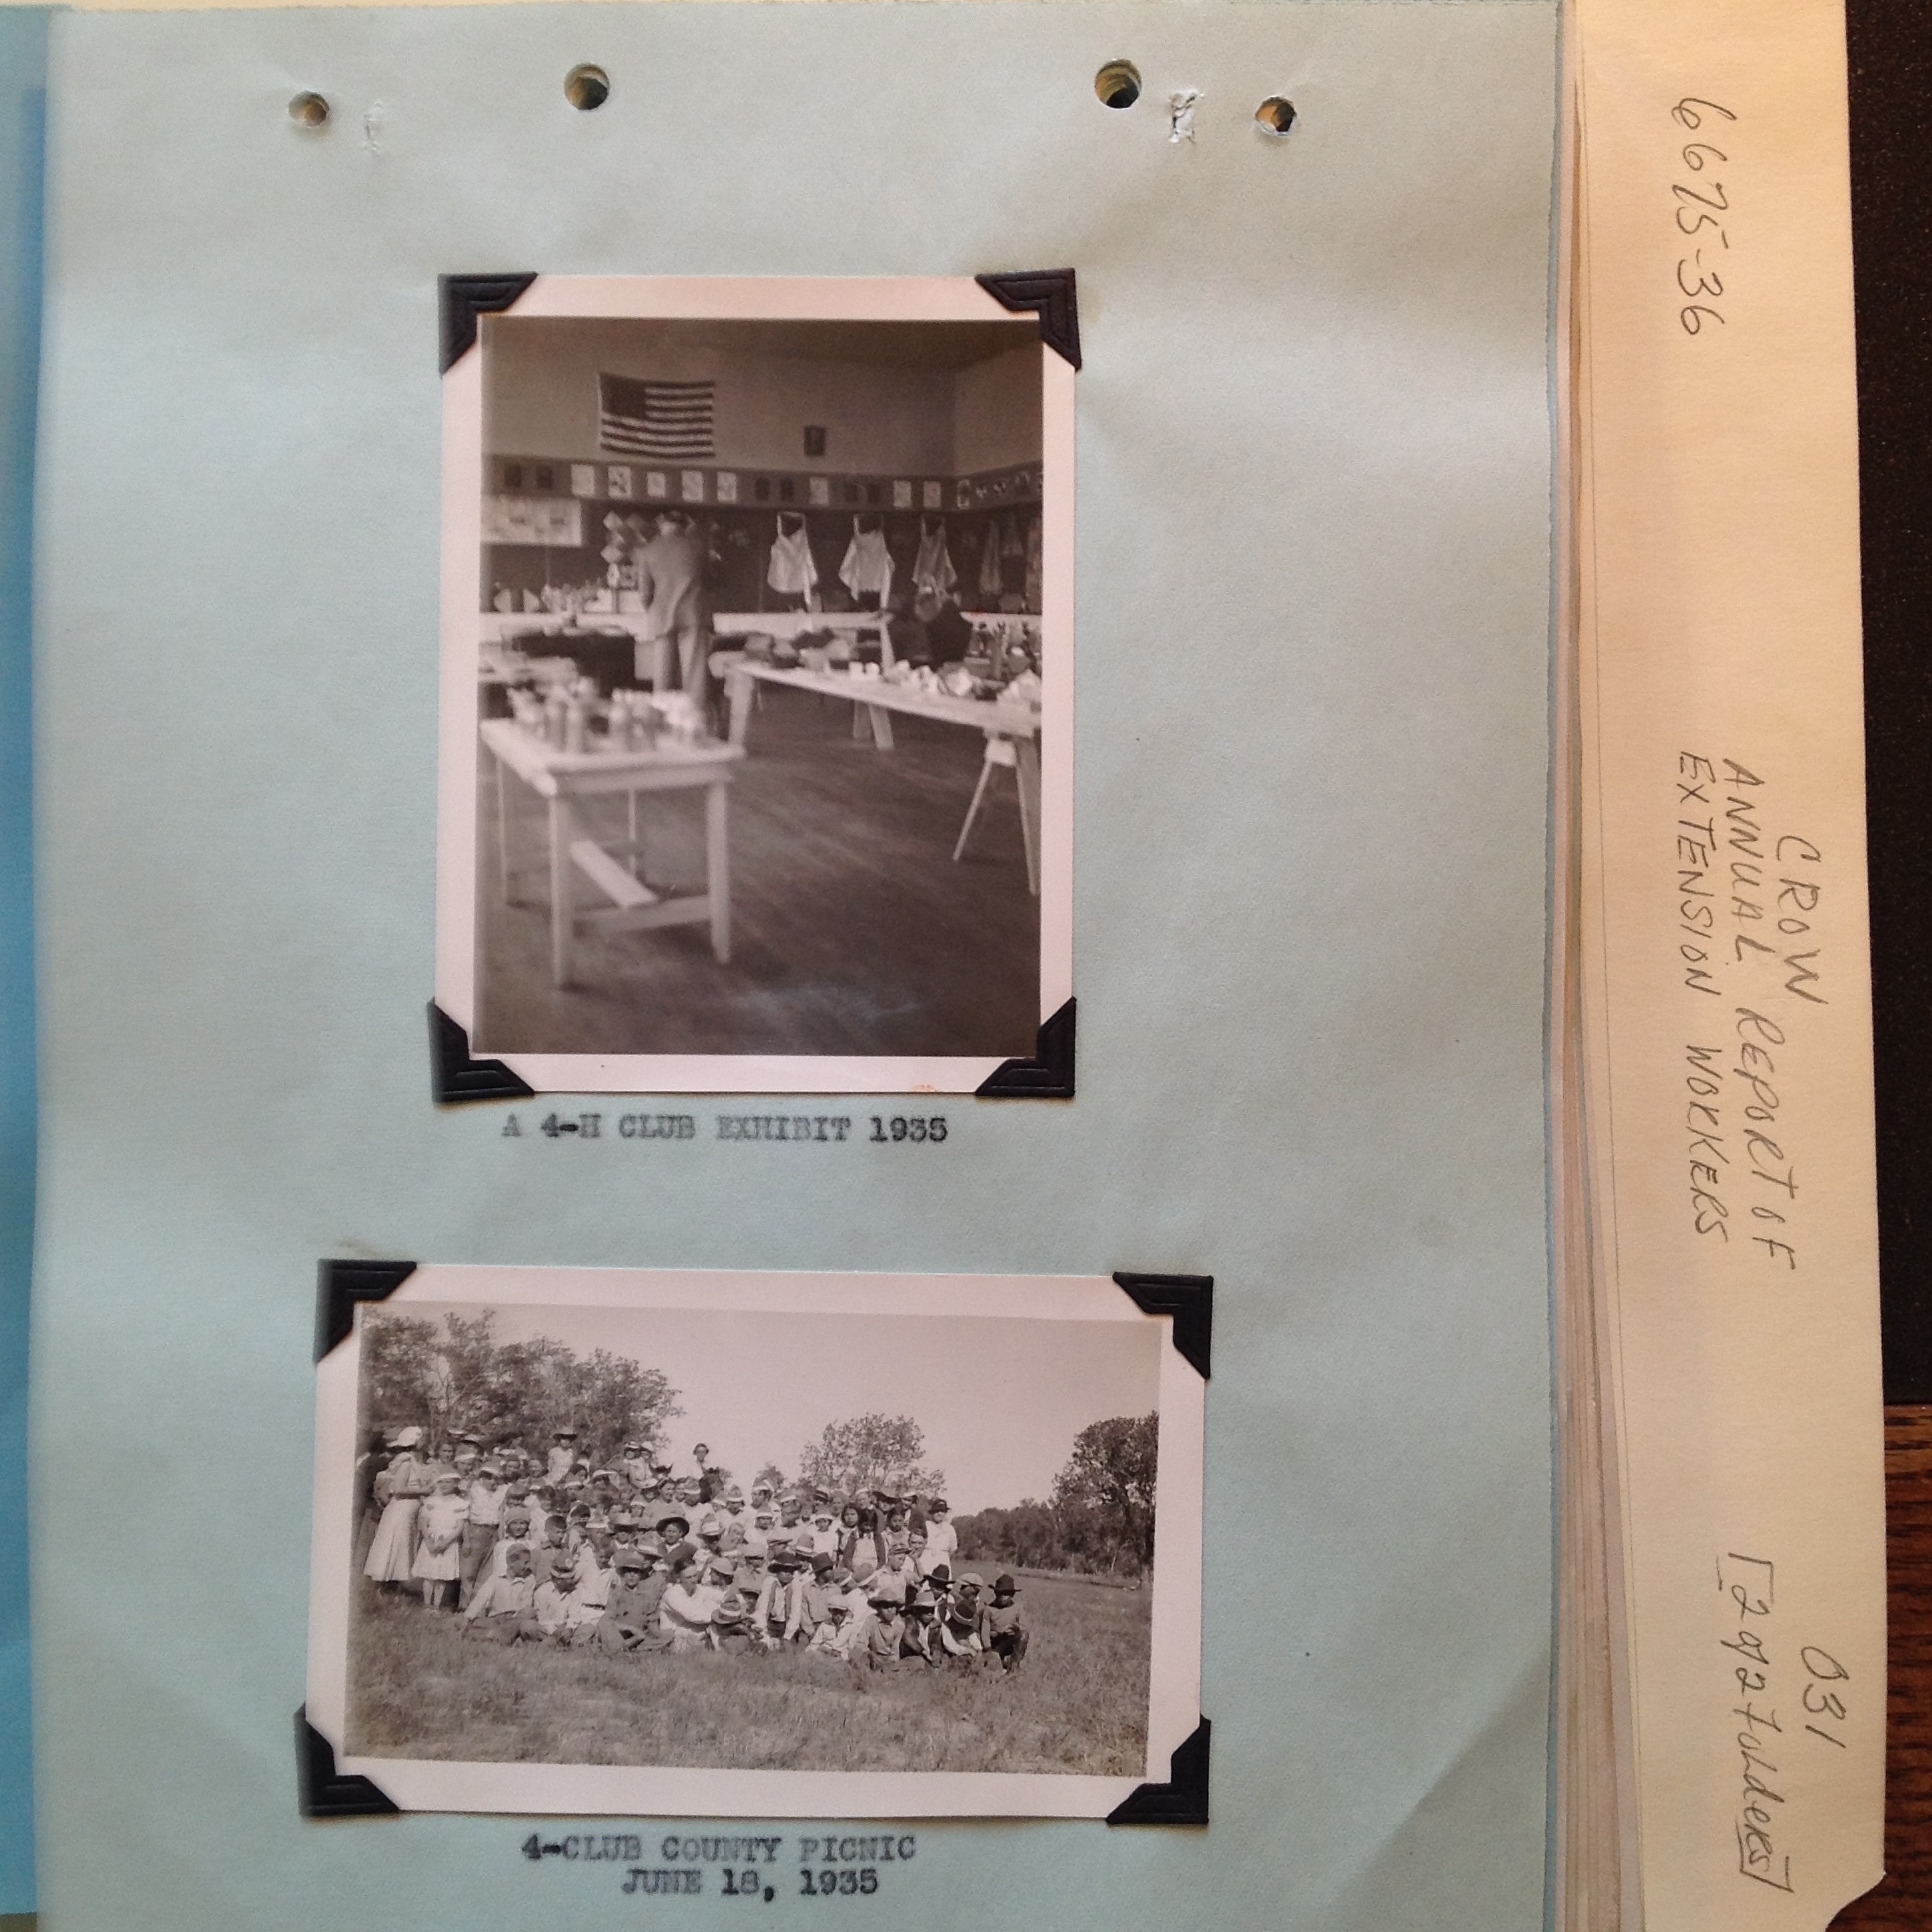 A 4-H CLUB EXHIBIT 1935
4-CLUB COUNTY PICNIC
JUNE 18, 1935
6675-36
CROW
ANNUAL REPORT OF
EXTENSION WORKERS
031
[2 of 2 folders]